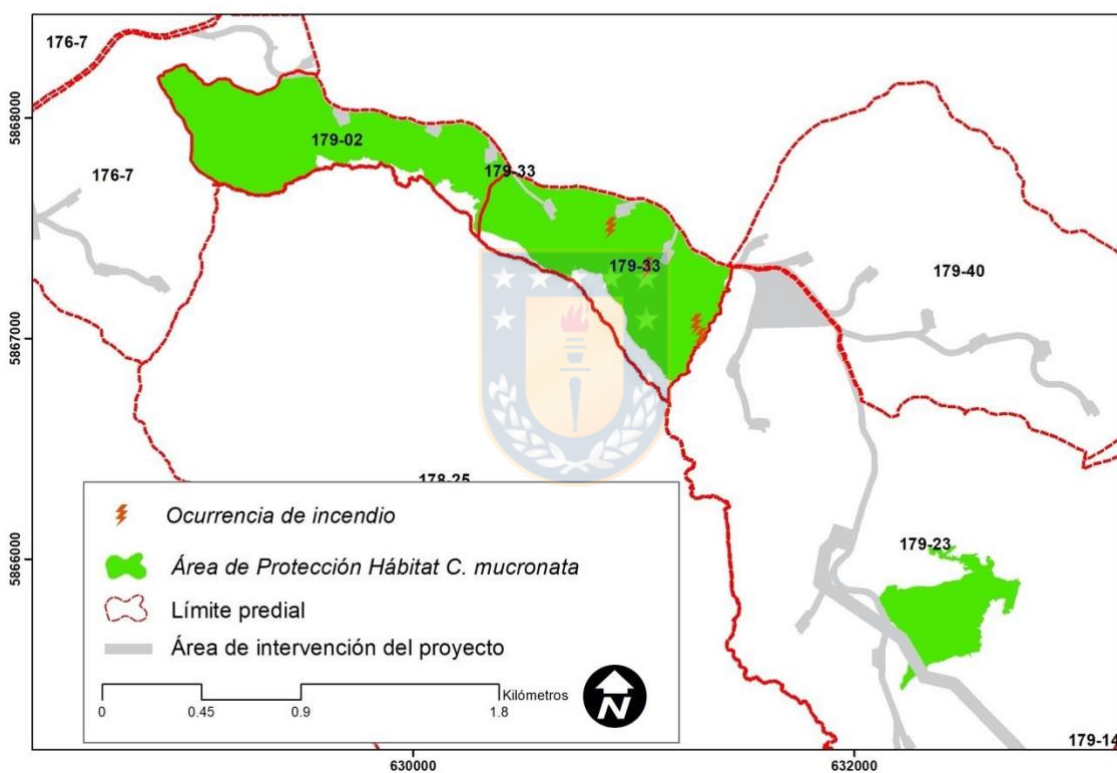 176-7
5868000
179-02
176-7
179-33
179-33
179-40
5867000
178-25
Ocurrencia de incendio
5866000
179-23
Área de Protección Hábitat C. mucronata
Límite predial
Área de intervención del proyecto
Kilómetros
0 0.45 0.9 1.8
N
179-14
630000 632000